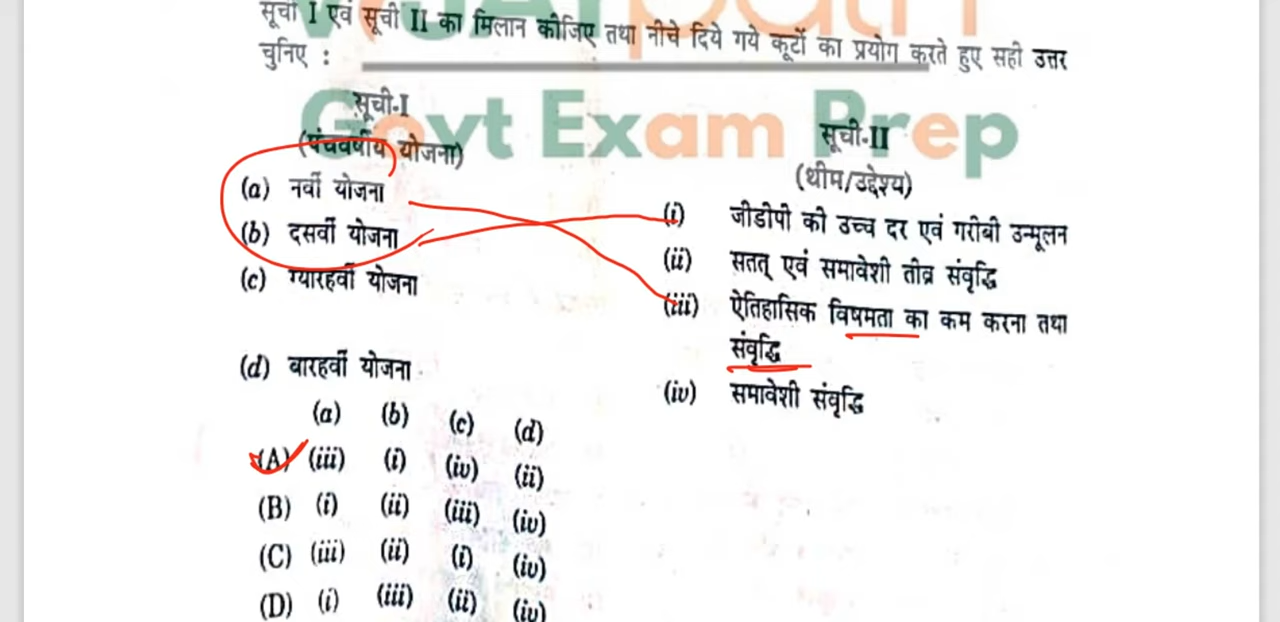 सूची I एवं सूची II का मिलान कीजिए तथा नीचे दिये गये कूटों का प्रयोग करते हुए सही उत्तर
चुनिए :
Govt Exam Prep
सूची-I
(पंचवर्षीय योजना)
(a) नवीं योजना
(b) दसवीं योजना
(c) ग्यारहवीं योजना
(d) बारहवीं योजना
सूची-II
(थीम/उद्देश्य)
(i) जीडीपी की उच्च दर एवं गरीबी उन्मूलन
(ii) सतत् एवं समावेशी तीव्र संवृद्धि
(iii) ऐतिहासिक विषमता का कम करना तथा
संवृद्धि
(iv) समावेशी संवृद्धि
(a) (b) (c) (d)
(A) (iii) (i) (iv) (ii)
(B) (i) (ii) (iii) (iv)
(C) (iii) (ii) (i) (iv)
(D) (i) (iii) (ii) (iv)